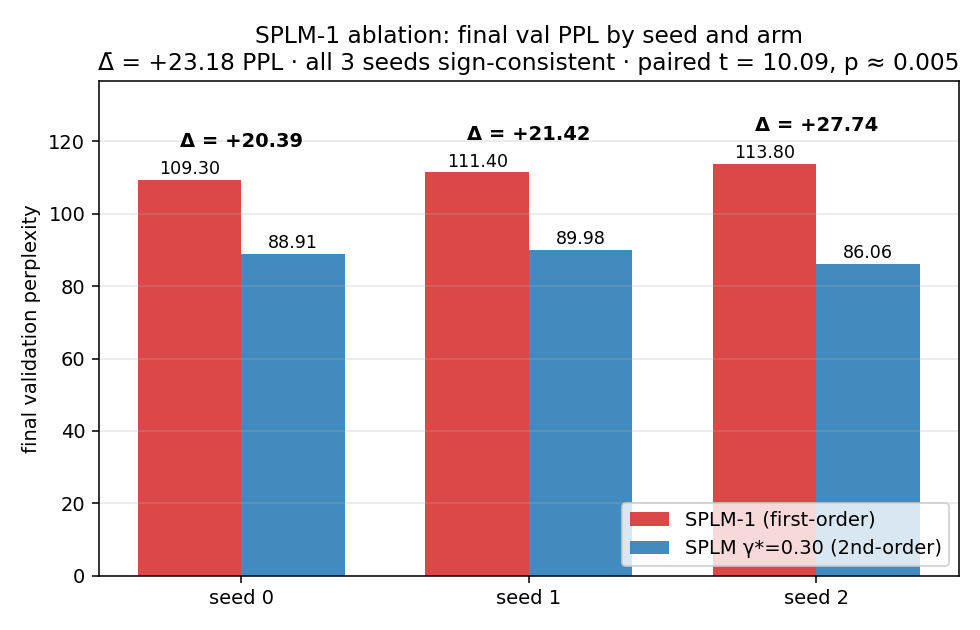 SPLM-1 ablation: final val PPL by seed and arm
Δ̄ = +23.18 PPL · all 3 seeds sign-consistent · paired t = 10.09, p ≈ 0.005
Δ = +20.39
Δ = +21.42
Δ = +27.74
109.30
111.40
113.80
88.91
89.98
86.06
final validation perplexity
120
100
80
60
40
20
0
SPLM-1 (first-order)
SPLM γ*=0.30 (2nd-order)
seed 0
seed 1
seed 2